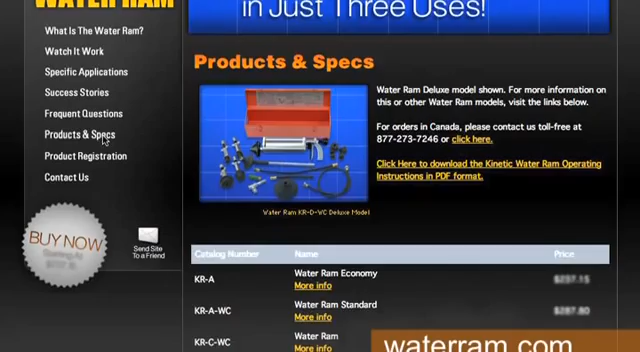 WATER RAM
in Just Three Uses!
What Is The Water Ram?
Watch It Work
Specific Applications
Success Stories
Frequent Questions
Products & Specs
Product Registration
Contact Us
BUY NOW
Send Site
To a Friend
Products & Specs
Water Ram Deluxe model shown. For more information
on this or other Water Ram models, visit the links below.
For orders in Canada, please contact us toll-free at
877-273-7246 or click here.
Click Here to download the Kinetic Water Ram Operating
Instructions in PDF format.
Water Ram KR-D-WC Deluxe Model
Catalog Number Name Price
KR-A Water Ram Economy
More info
KR-A-WC Water Ram Standard
More info
KR-C-WC Water Ram
More info
waterram.com